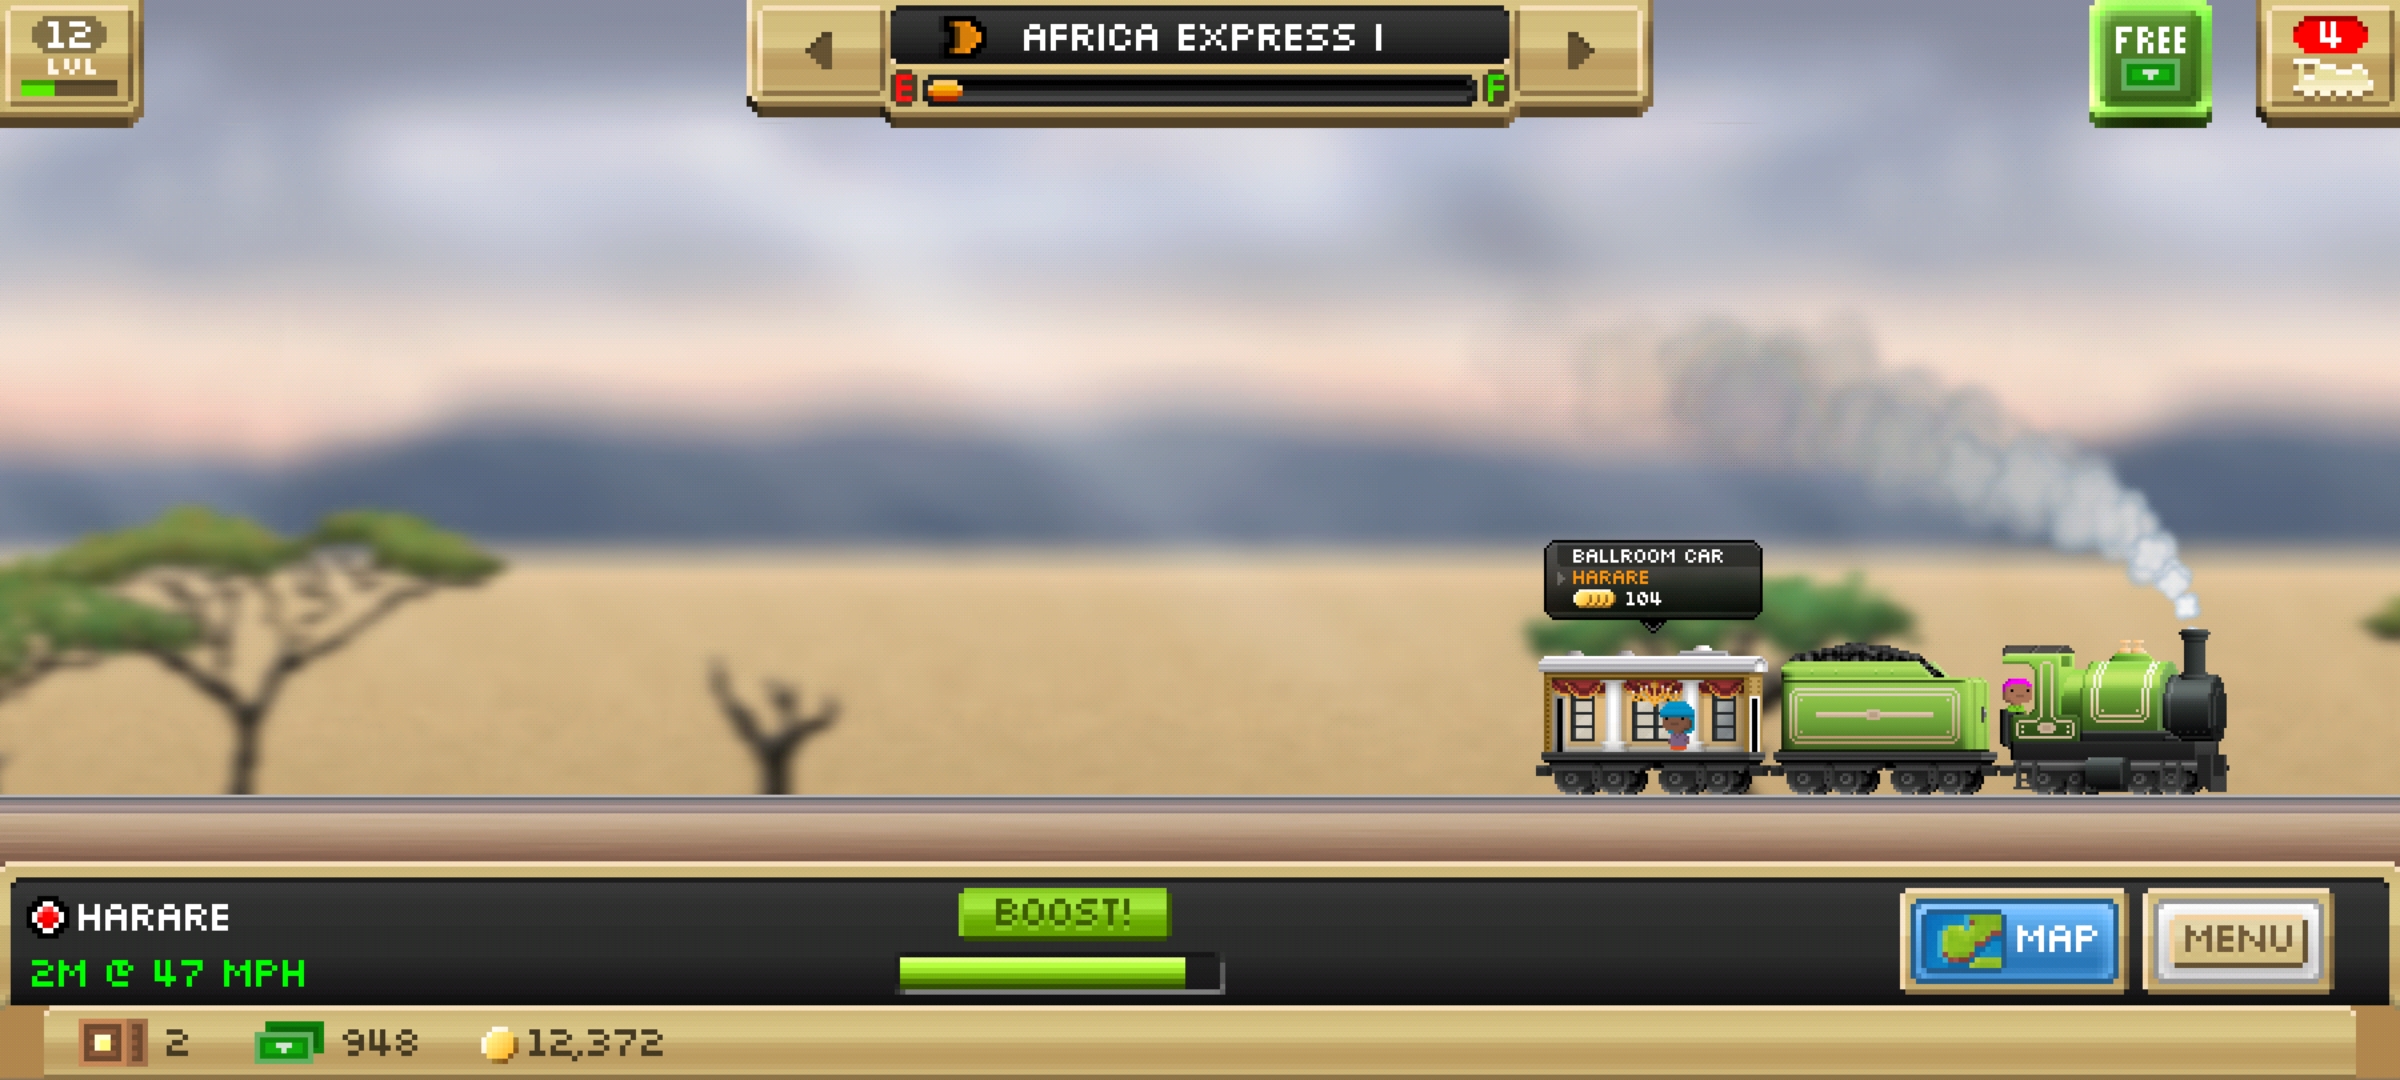 12
LVL
AFRICA EXPRESS I
E F
FREE
4
BALLROOM CAR
HARARE
104
HARARE
BOOST!
MAP
MENU
2M @ 47 MPH
2 948 12,372